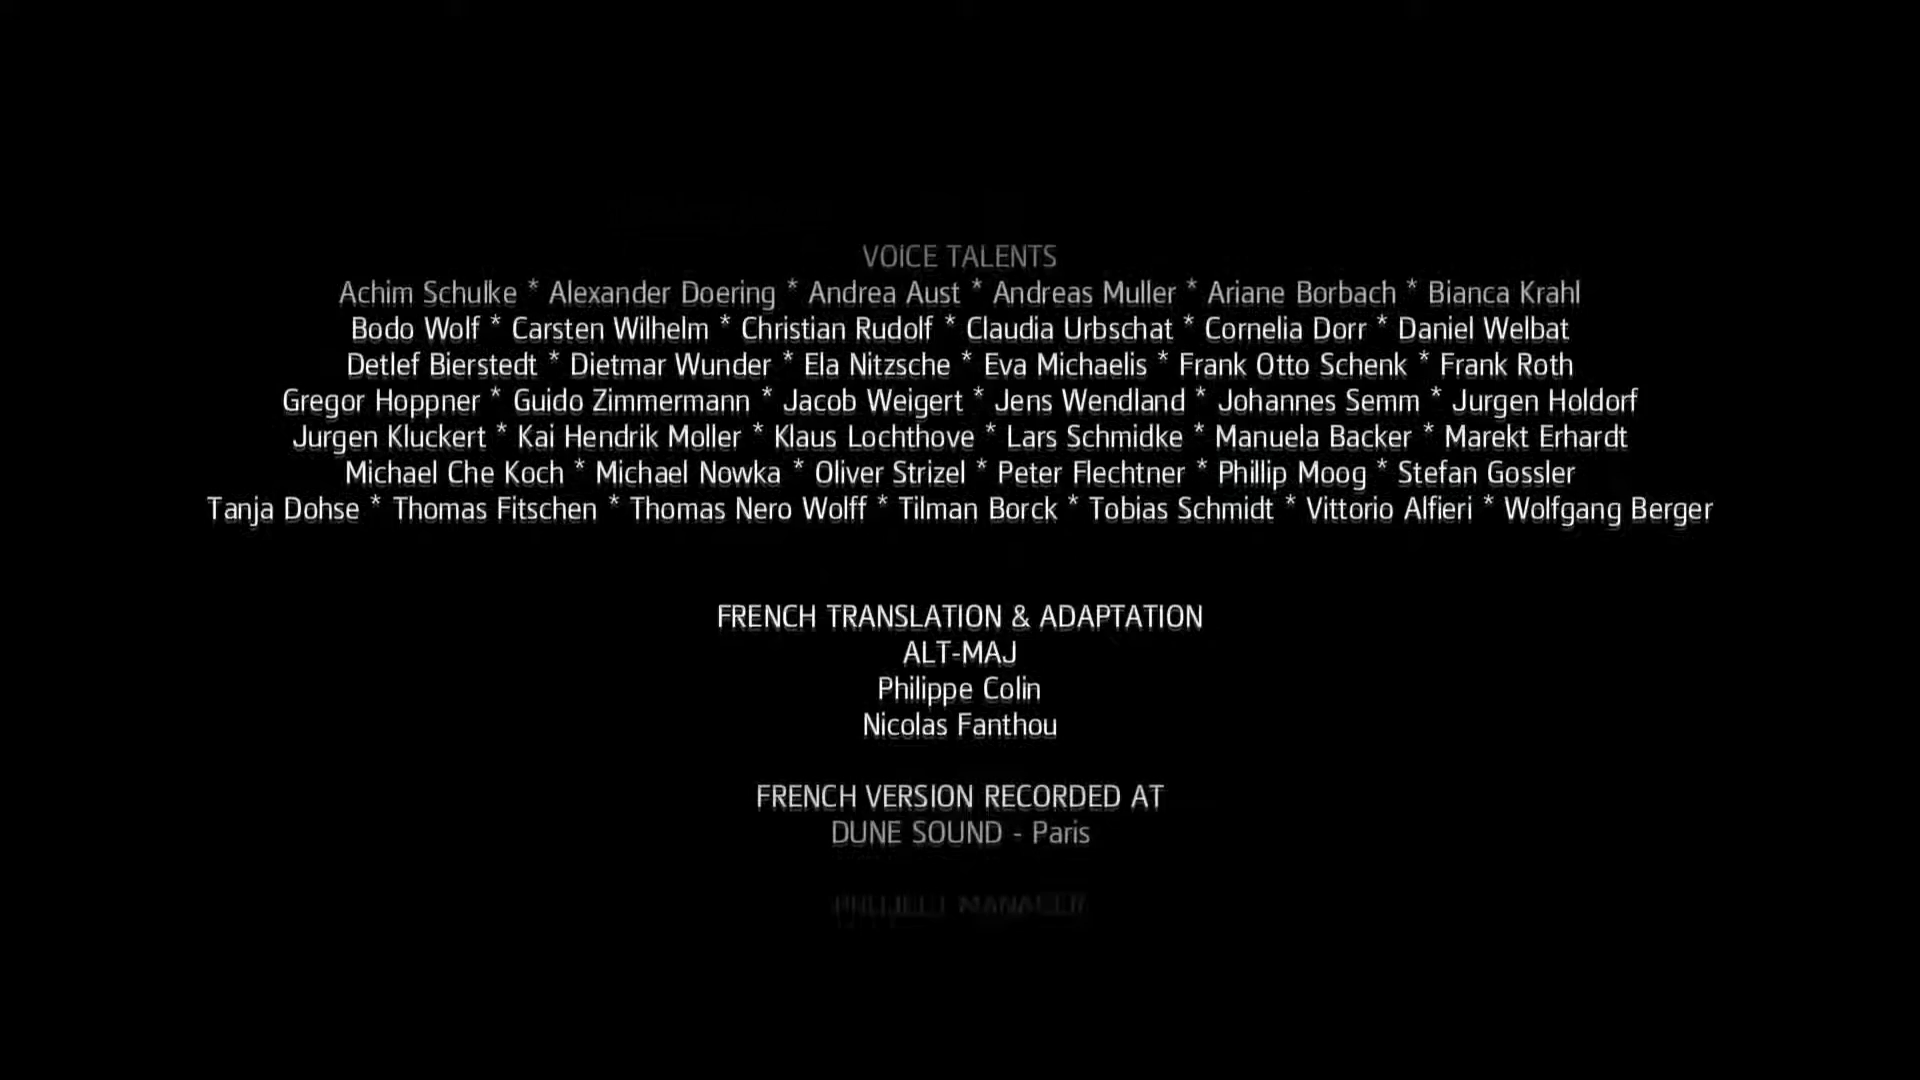 VOICE TALENTS
Achim Schulke * Alexander Doering * Andrea Aust * Andreas Muller * Ariane Borbach * Bianca Krahl
Bodo Wolf * Carsten Wilhelm * Christian Rudolf * Claudia Urbschat * Cornelia Dorr * Daniel Welbat
Detlef Bierstedt * Dietmar Wunder * Ela Nitzsche * Eva Michaelis * Frank Otto Schenk * Frank Roth
Gregor Hoppner * Guido Zimmermann * Jacob Weigert * Jens Wendland * Johannes Semm * Jurgen Holdorf
Jurgen Kluckert * Kai Hendrik Moller * Klaus Lochthove * Lars Schmidke * Manuela Backer * Marekt Erhardt
Michael Che Koch * Michael Nowka * Oliver Strizel * Peter Flechtner * Phillip Moog * Stefan Gossler
Tanja Dohse * Thomas Fitschen * Thomas Nero Wolff * Tilman Borck * Tobias Schmidt * Vittorio Alfieri * Wolfgang Berger
FRENCH TRANSLATION & ADAPTATION
ALT-MAJ
Philippe Colin
Nicolas Fanthou
FRENCH VERSION RECORDED AT
DUNE SOUND - Paris
PROJECT MANAGER